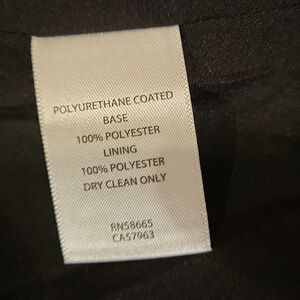 POLYURETHANE COATED
BASE
100% POLYESTER
LINING
100% POLYESTER
DRY CLEAN ONLY
RN58665
CA57963